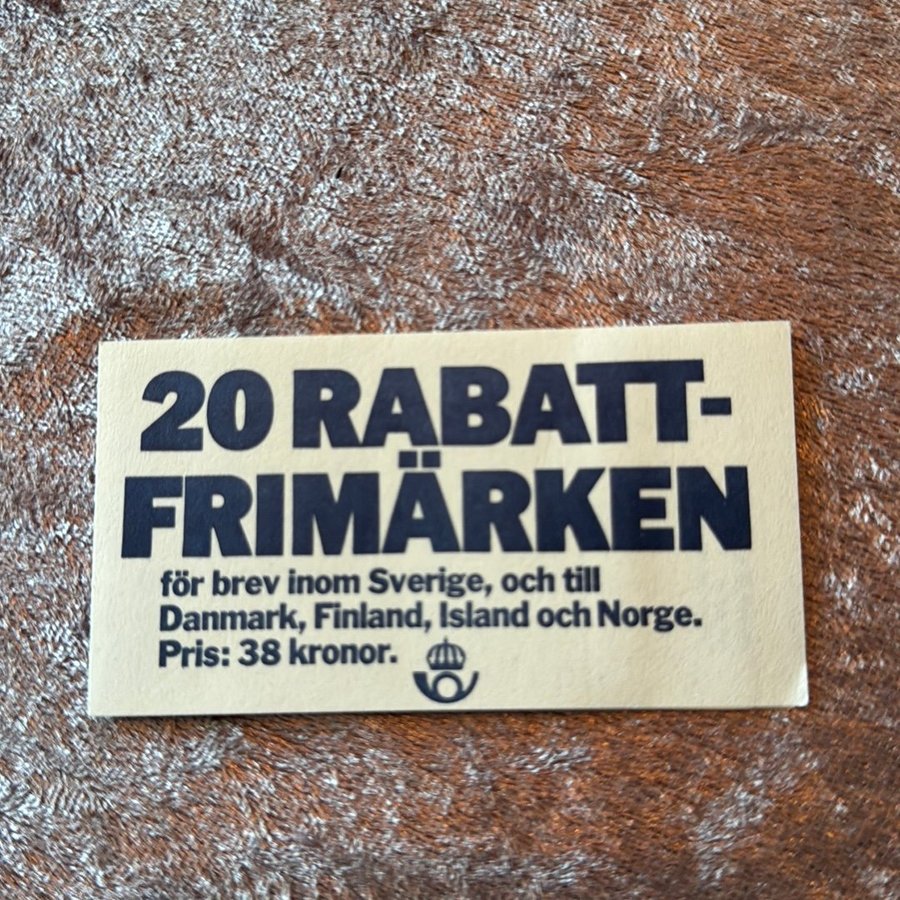 20 RABATT-
FRIMÄRKEN
för brev inom Sverige, och till
Danmark, Finland, Island och Norge.
Pris: 38 kronor.